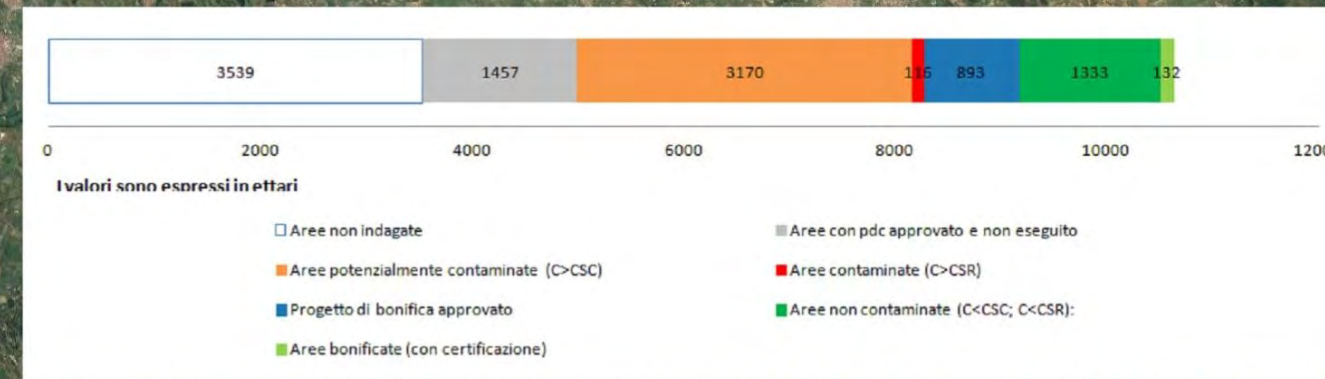 3539 1457 3170 116 893 1333 132
0 2000 4000 6000 8000 10000 1200
I valori sono espressi in ettari
Aree non indagate
Aree con pdc approvato e non eseguito
Aree potenzialmente contaminate (C>CSC)
Aree contaminate (C>CSR)
Progetto di bonifica approvato
Aree non contaminate (C<CSC; C<CSR):
Aree bonificate (con certificazione)